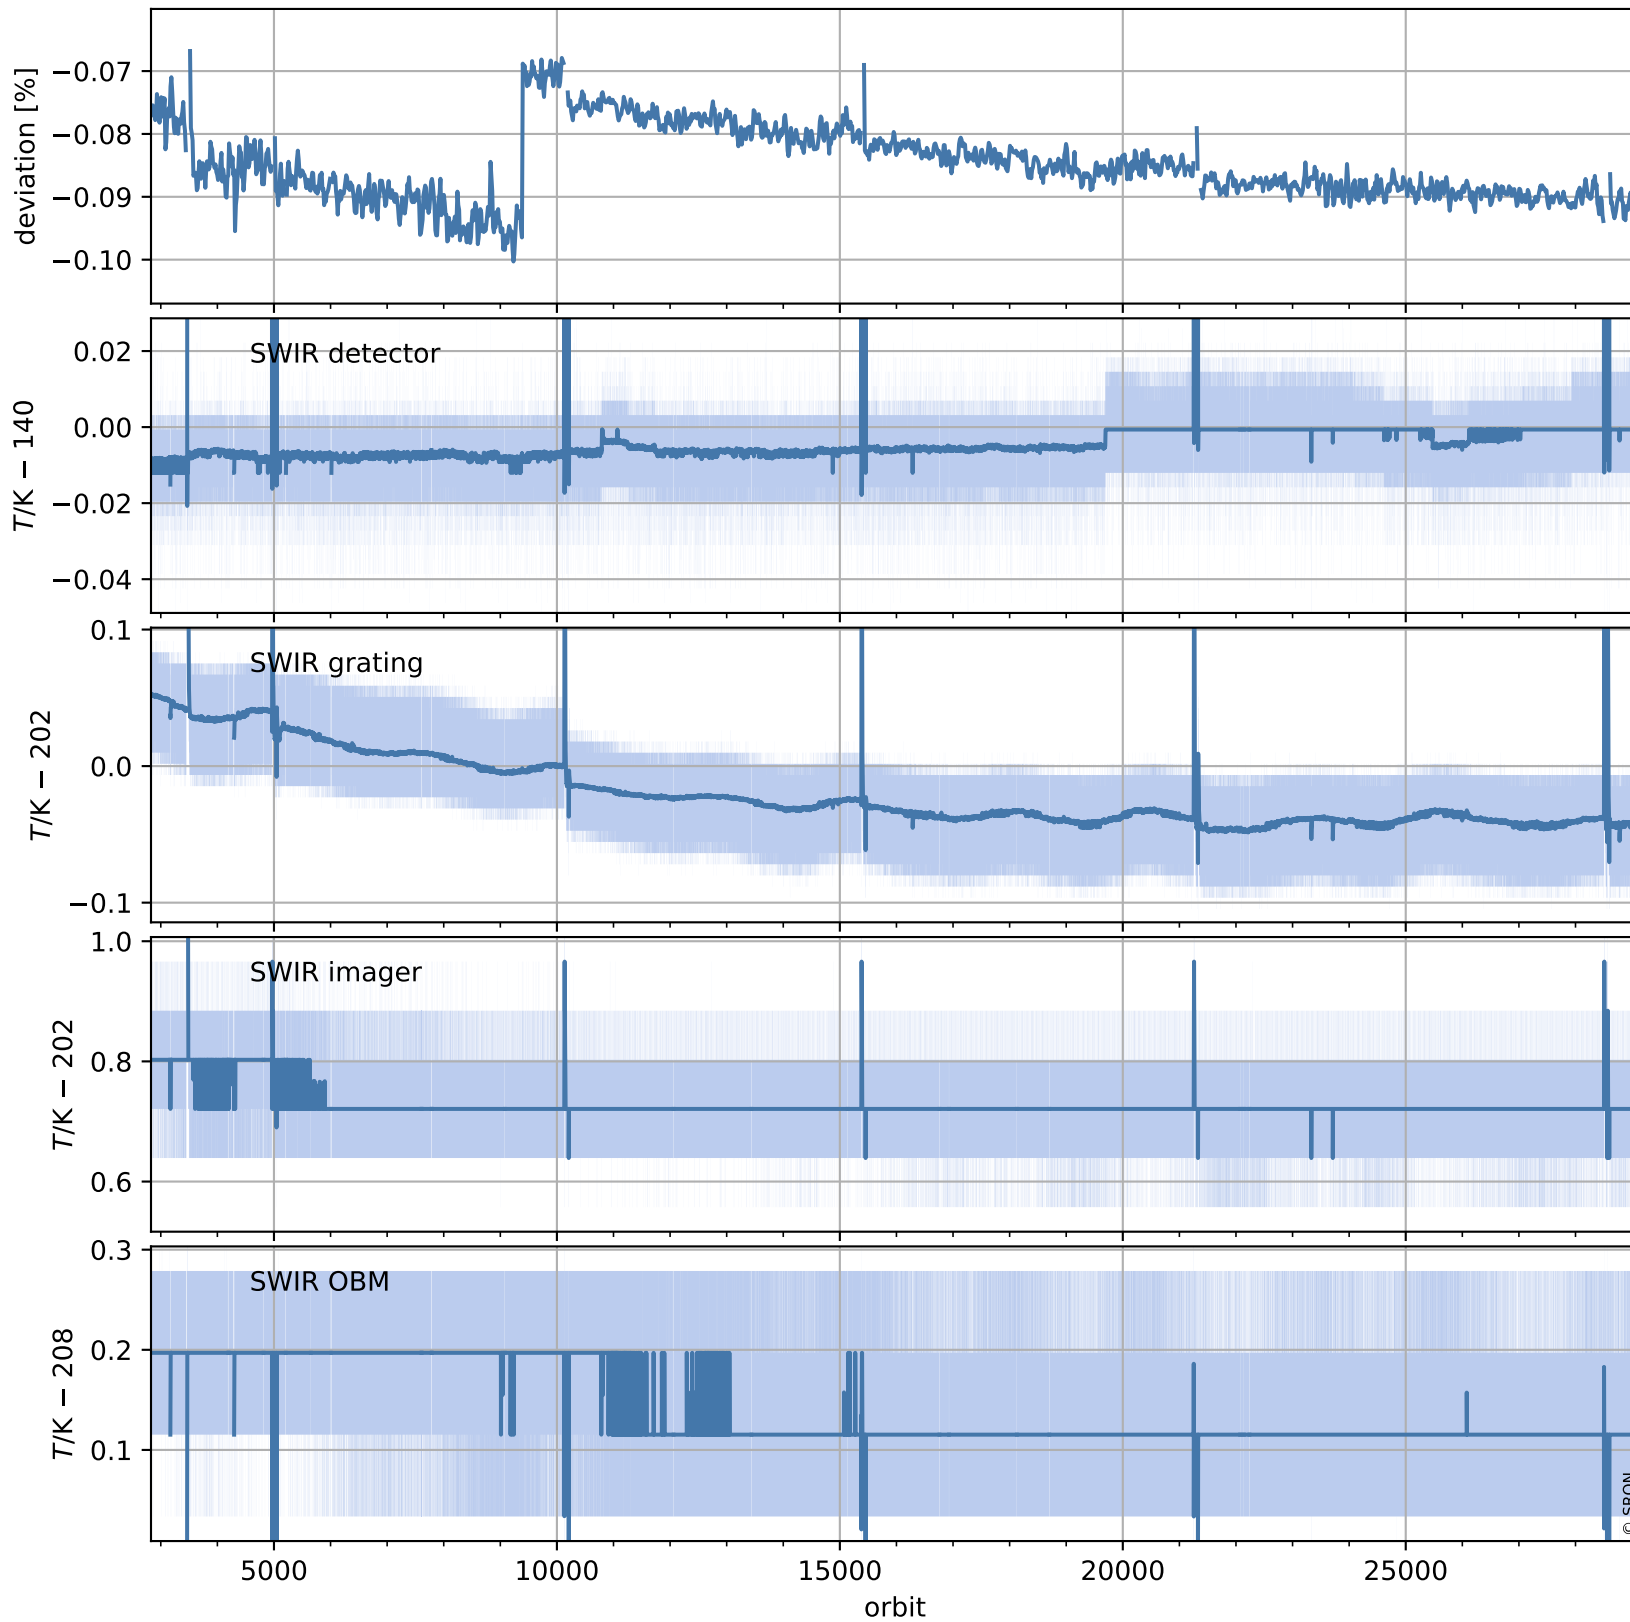 deviation [%]
−0.07
−0.08
−0.09
−0.10
SWIR detector
T/K − 140
0.02
0.00
−0.02
−0.04
SWIR grating
T/K − 202
0.1
0.0
−0.1
SWIR imager
T/K − 202
1.0
0.8
0.6
SWIR OBM
T/K − 208
0.3
0.2
0.1
© SRON
5000 10000 15000 20000 25000
orbit